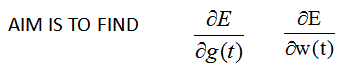 AIM IS TO FIND ∂E/∂g(t) ∂E/∂w(t)